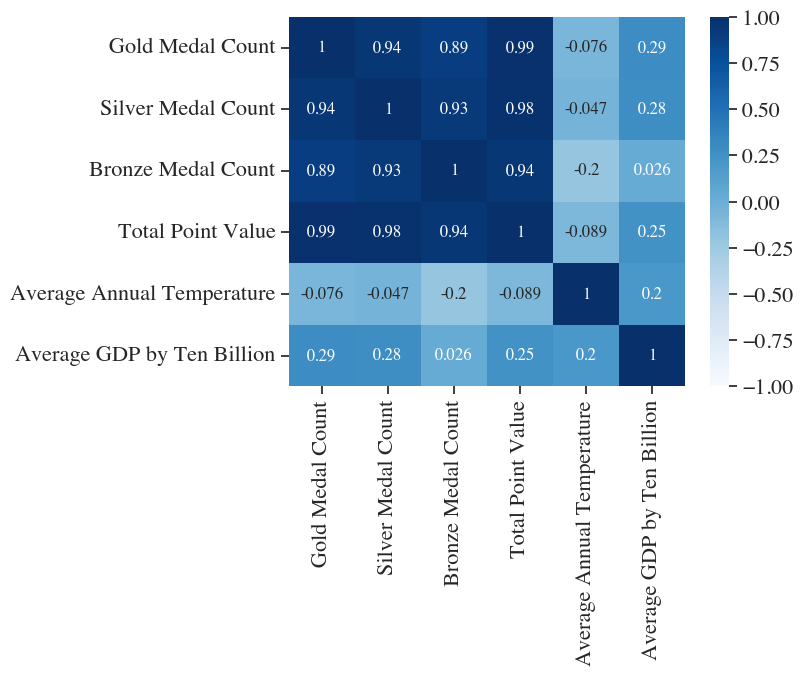 Gold Medal Count 1 0.94 0.89 0.99 -0.076 0.29
Silver Medal Count 0.94 1 0.93 0.98 -0.047 0.28
Bronze Medal Count 0.89 0.93 1 0.94 -0.2 0.026
Total Point Value 0.99 0.98 0.94 1 -0.089 0.25
Average Annual Temperature -0.076 -0.047 -0.2 -0.089 1 0.2
Average GDP by Ten Billion 0.29 0.28 0.026 0.25 0.2 1
Gold Medal Count
Silver Medal Count
Bronze Medal Count
Total Point Value
Average Annual Temperature
Average GDP by Ten Billion
1.00
0.75
0.50
0.25
0.00
−0.25
−0.50
−0.75
−1.00